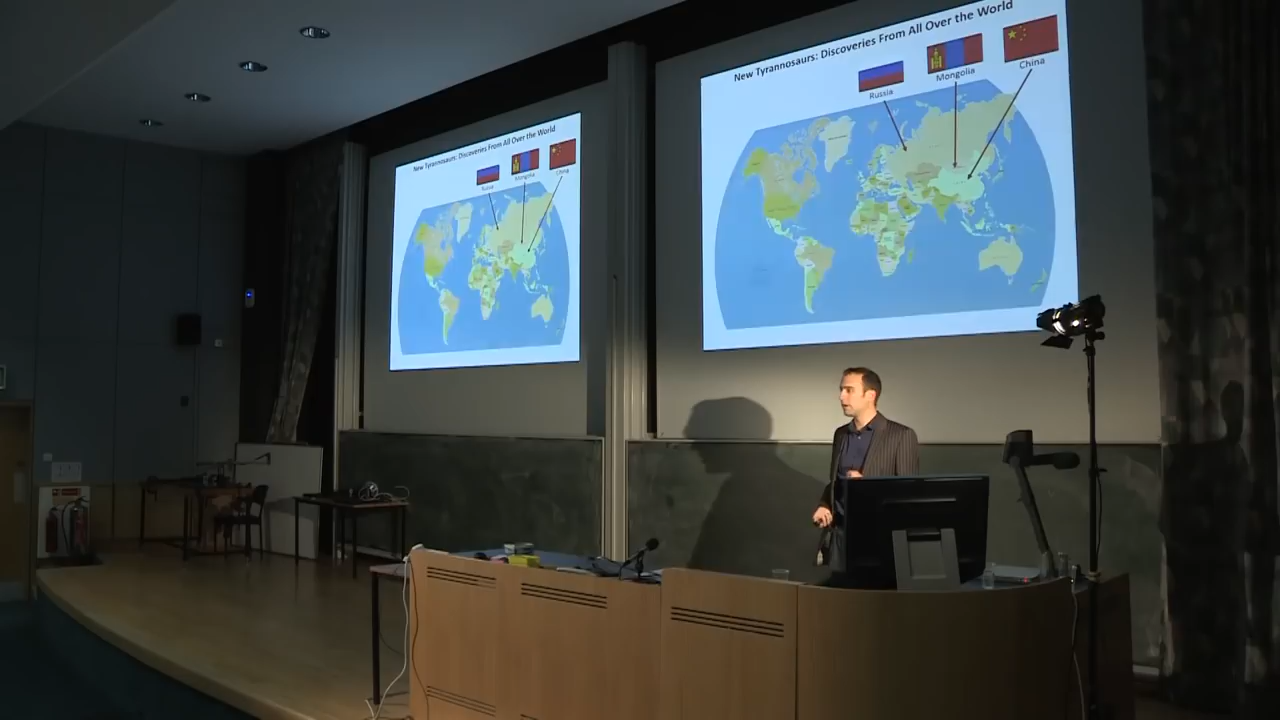 New Tyrannosaurs: Discoveries From All Over the World
Russia
Mongolia
China
New Tyrannosaurs: Discoveries From All Over the World
Russia
Mongolia
China